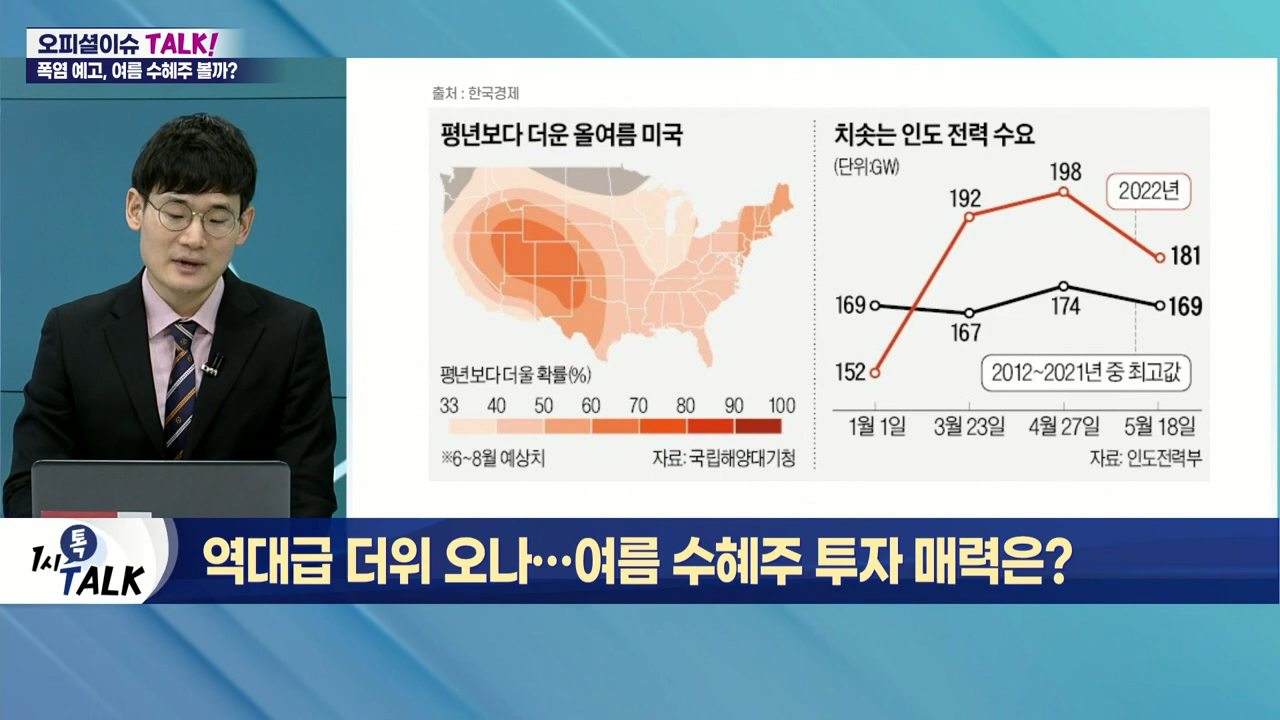 오피셜이슈 TALK!
폭염 예고, 여름 수혜주 볼까?
출처 : 한국경제
평년보다 더운 올여름 미국
평년보다 더울 확률(%)
33 40 50 60 70 80 90 100
※6~8월 예상치
자료: 국립해양대기청
치솟는 인도 전력 수요
(단위:GW)
198
192
2022년
181
169
167
174
169
152
2012~2021년 중 최고값
1월 1일 3월 23일 4월 27일 5월 18일
자료: 인도전력부
1시 톡 TALK
역대급 더위 오나…여름 수혜주 투자 매력은?